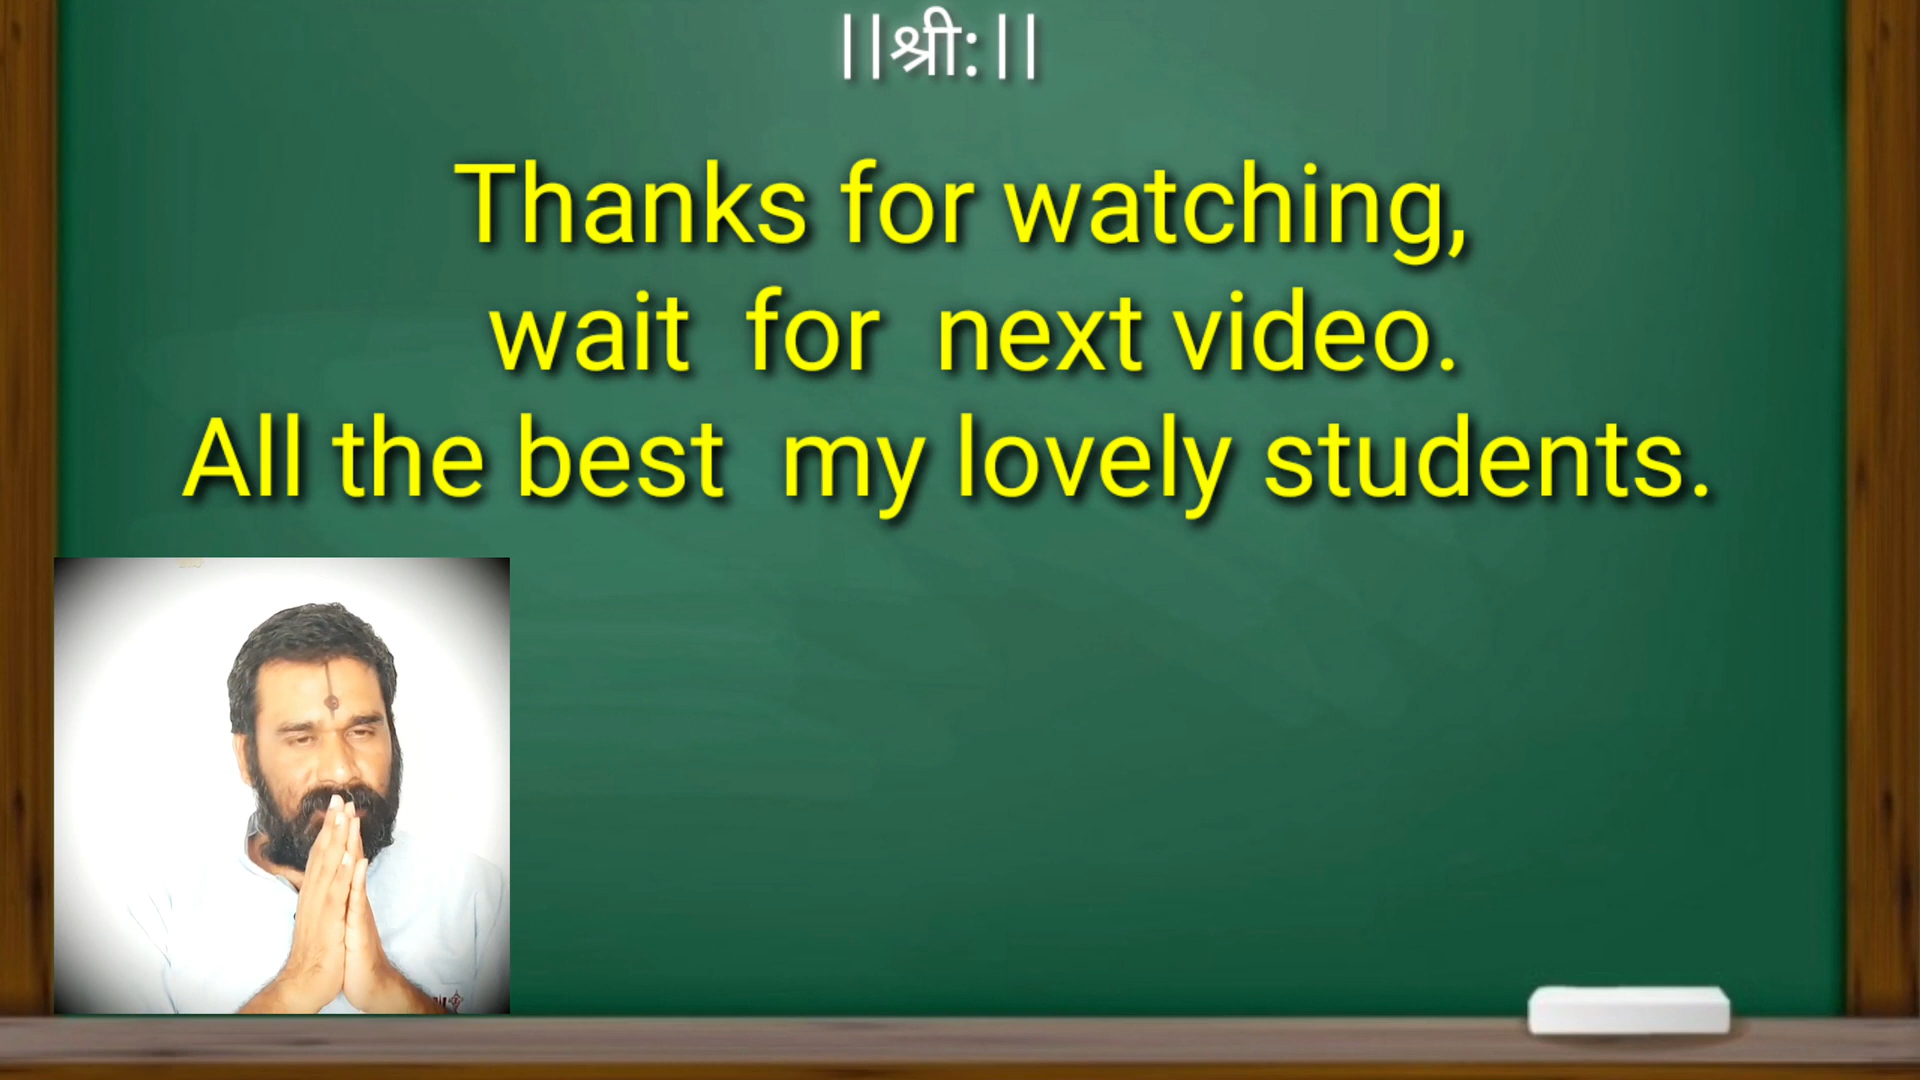 ||श्री:||
Thanks for watching,
wait for next video.
All the best my lovely students.